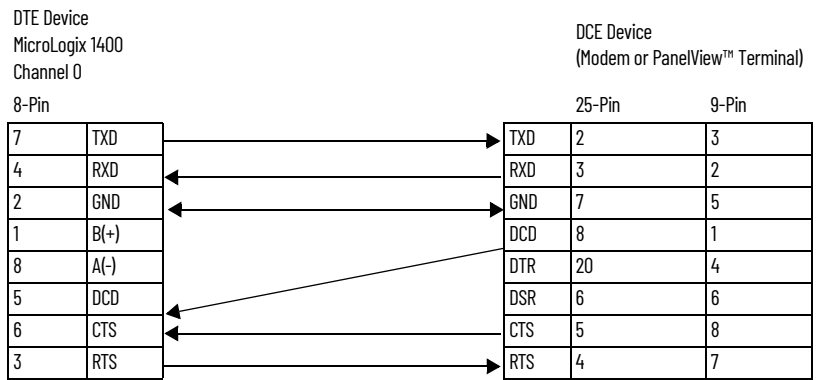 DTE Device
MicroLogix 1400
Channel 0
8-Pin
DCE Device
(Modem or PanelView™ Terminal)
25-Pin 9-Pin
7 TXD TXD 2 3
4 RXD RXD 3 2
2 GND GND 7 5
1 B(+) DCD 8 1
8 A(-) DTR 20 4
5 DCD DSR 6 6
6 CTS CTS 5 8
3 RTS RTS 4 7